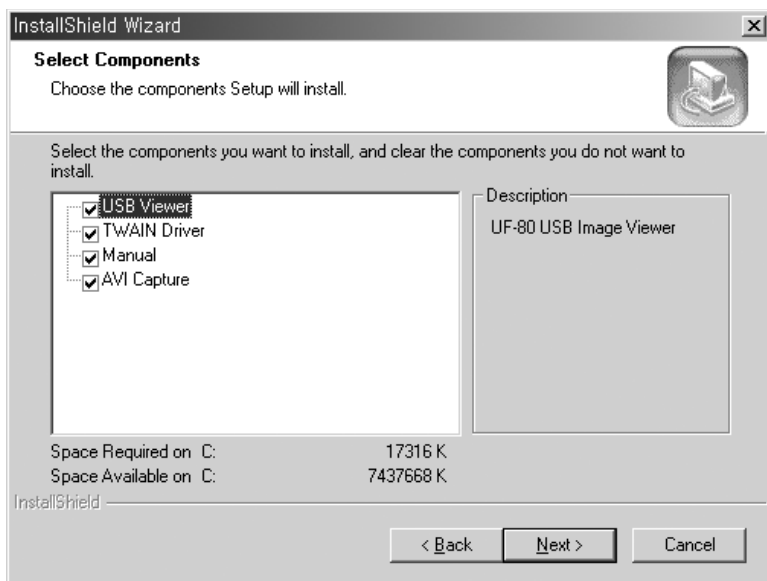 InstallShield Wizard
Select Components
Choose the components Setup will install.
Select the components you want to install, and clear the components you do not want to
install.
USB Viewer
TWAIN Driver
Manual
AVI Capture
Description
UF-80 USB Image Viewer
Space Required on C: 17316 K
Space Available on C: 7437668 K
InstallShield
< Back Next > Cancel